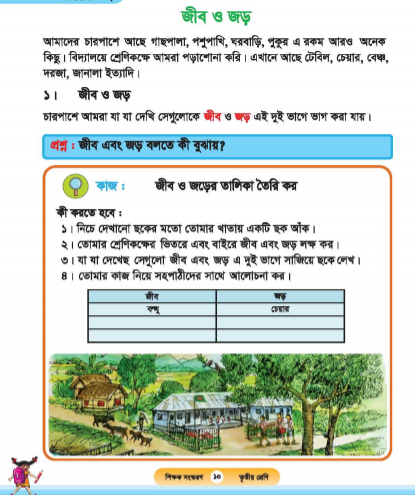 জীব ও জড়
আমাদের চারপাশে আছে গাছপালা, পশুপাখি, ঘরবাড়ি, পুকুর এ রকম আরও অনেক
কিছু। বিদ্যালয়ে শ্রেণিকক্ষে আমরা পড়াশোনা করি। এখানে আছে টেবিল, চেয়ার, বেঞ্চ,
দরজা, জানালা ইত্যাদি।
১। জীব ও জড়
চারপাশে আমরা যা যা দেখি সেগুলোকে জীব ও জড় এই দুই ভাগে ভাগ করা যায়।
প্রশ্ন : জীব এবং জড় বলতে কী বুঝায়?
কাজ : জীব ও জড়ের তালিকা তৈরি কর
কী করতে হবে :
১। নিচে দেখানো ছকের মতো তোমার খাতায় একটি ছক আঁক।
২। তোমার শ্রেণিকক্ষের ভিতরে এবং বাইরে জীব এবং জড় লক্ষ কর।
৩। যা যা দেখেছ সেগুলো জীব এবং জড় এ দুই ভাগে সাজিয়ে ছকে লেখ।
৪। তোমার কাজ নিয়ে সহপাঠীদের সাথে আলোচনা কর।
জীব জড়
বন্ধু চেয়ার
শিক্ষক সংস্করণ ১০ তৃতীয় শ্রেণি